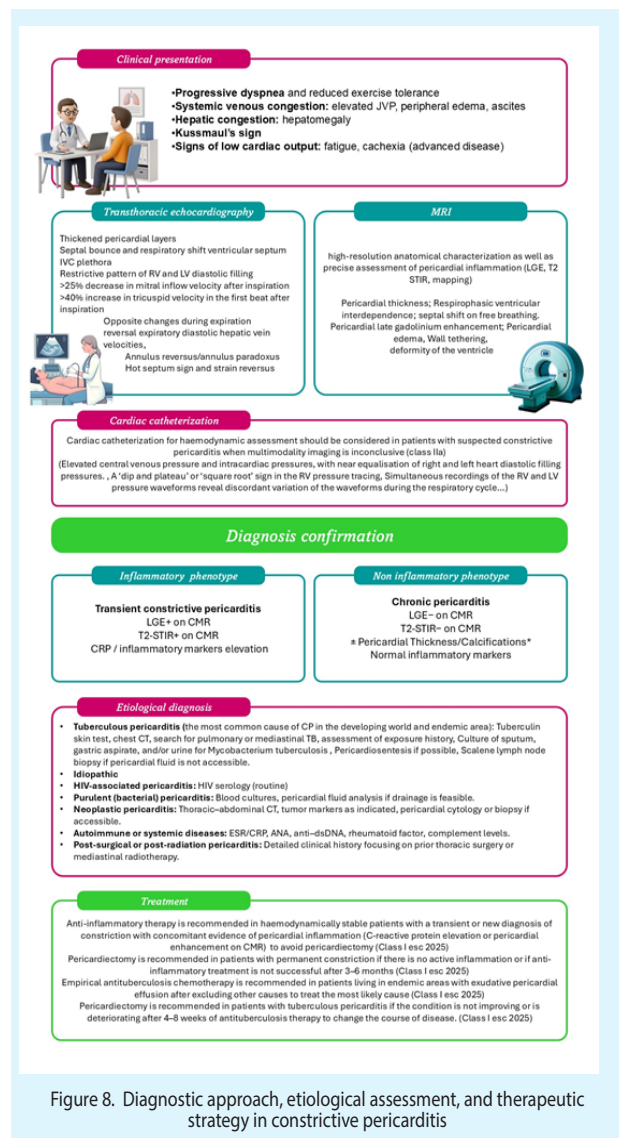 Clinical presentation
•Progressive dyspnea and reduced exercise tolerance
•Systemic venous congestion: elevated JVP, peripheral edema, ascites
•Hepatic congestion: hepatomegaly
•Kussmaul's sign
•Signs of low cardiac output: fatigue, cachexia (advanced disease)
Transthoracic echocardiography
Thickened pericardial layers
Septal bounce and respiratory shift ventricular septum
IVC plethora
Restrictive pattern of RV and LV diastolic filling
>25% decrease in mitral inflow velocity after inspiration
>40% increase in tricuspid velocity in the first beat after
inspiration
Opposite changes during expiration
reversal expiratory diastolic hepatic vein
velocities,
Annulus reversus/annulus paradoxus
Hot septum sign and strain reversus
MRI
high-resolution anatomical characterization as well as
precise assessment of pericardial inflammation (LGE, T2
STIR, mapping)
Pericardial thickness; Respirophasic ventricular
interdependence; septal shift on free breathing.
Pericardial late gadolinium enhancement; Pericardial
edema, Wall tethering,
deformity of the ventricle
Cardiac catheterization
Cardiac catheterization for haemodynamic assessment should be considered in patients with suspected constrictive
pericarditis when multimodality imaging is inconclusive (class IIa)
(Elevated central venous pressure and intracardiac pressures, with near equalisation of right and left heart diastolic filling
pressures. , A 'dip and plateau' or 'square root' sign in the RV pressure tracing, Simultaneous recordings of the RV and LV
pressure waveforms reveal discordant variation of the waveforms during the respiratory cycle...)
Diagnosis confirmation
Inflammatory phenotype
Transient constrictive pericarditis
LGE+ on CMR
T2-STIR+ on CMR
CRP / inflammatory markers elevation
Non inflammatory phenotype
Chronic pericarditis
LGE− on CMR
T2-STIR− on CMR
± Pericardial Thickness/Calcifications*
Normal inflammatory markers
Etiological diagnosis
• Tuberculous pericarditis (the most common cause of CP in the developing world and endemic area): Tuberculin
skin test, chest CT, search for pulmonary or mediastinal TB, assessment of exposure history, Culture of sputum,
gastric aspirate, and/or urine for Mycobacterium tuberculosis , Pericardiosentesis if possible, Scalene lymph node
biopsy if pericardial fluid is not accessible.
• Idiopathic
• HIV-associated pericarditis: HIV serology (routine)
• Purulent (bacterial) pericarditis: Blood cultures, pericardial fluid analysis if drainage is feasible.
• Neoplastic pericarditis: Thoracic–abdominal CT, tumor markers as indicated, pericardial cytology or biopsy if
accessible.
• Autoimmune or systemic diseases: ESR/CRP, ANA, anti–dsDNA, rheumatoid factor, complement levels.
• Post-surgical or post-radiation pericarditis: Detailed clinical history focusing on prior thoracic surgery or
mediastinal radiotherapy.
Treatment
Anti-inflammatory therapy is recommended in haemodynamically stable patients with a transient or new diagnosis of
constriction with concomitant evidence of pericardial inflammation (C-reactive protein elevation or pericardial
enhancement on CMR) to avoid pericardiectomy (Class I esc 2025)
Pericardiectomy is recommended in patients with permanent constriction if there is no active inflammation or if anti-
inflammatory treatment is not successful after 3–6 months (Class I esc 2025)
Empirical antituberculosis chemotherapy is recommended in patients living in endemic areas with exudative pericardial
effusion after excluding other causes to treat the most likely cause (Class I esc 2025)
Pericardiectomy is recommended in patients with tuberculous pericarditis if the condition is not improving or is
deteriorating after 4–8 weeks of antituberculosis therapy to change the course of disease. (Class I esc 2025)
Figure 8. Diagnostic approach, etiological assessment, and therapeutic
strategy in constrictive pericarditis